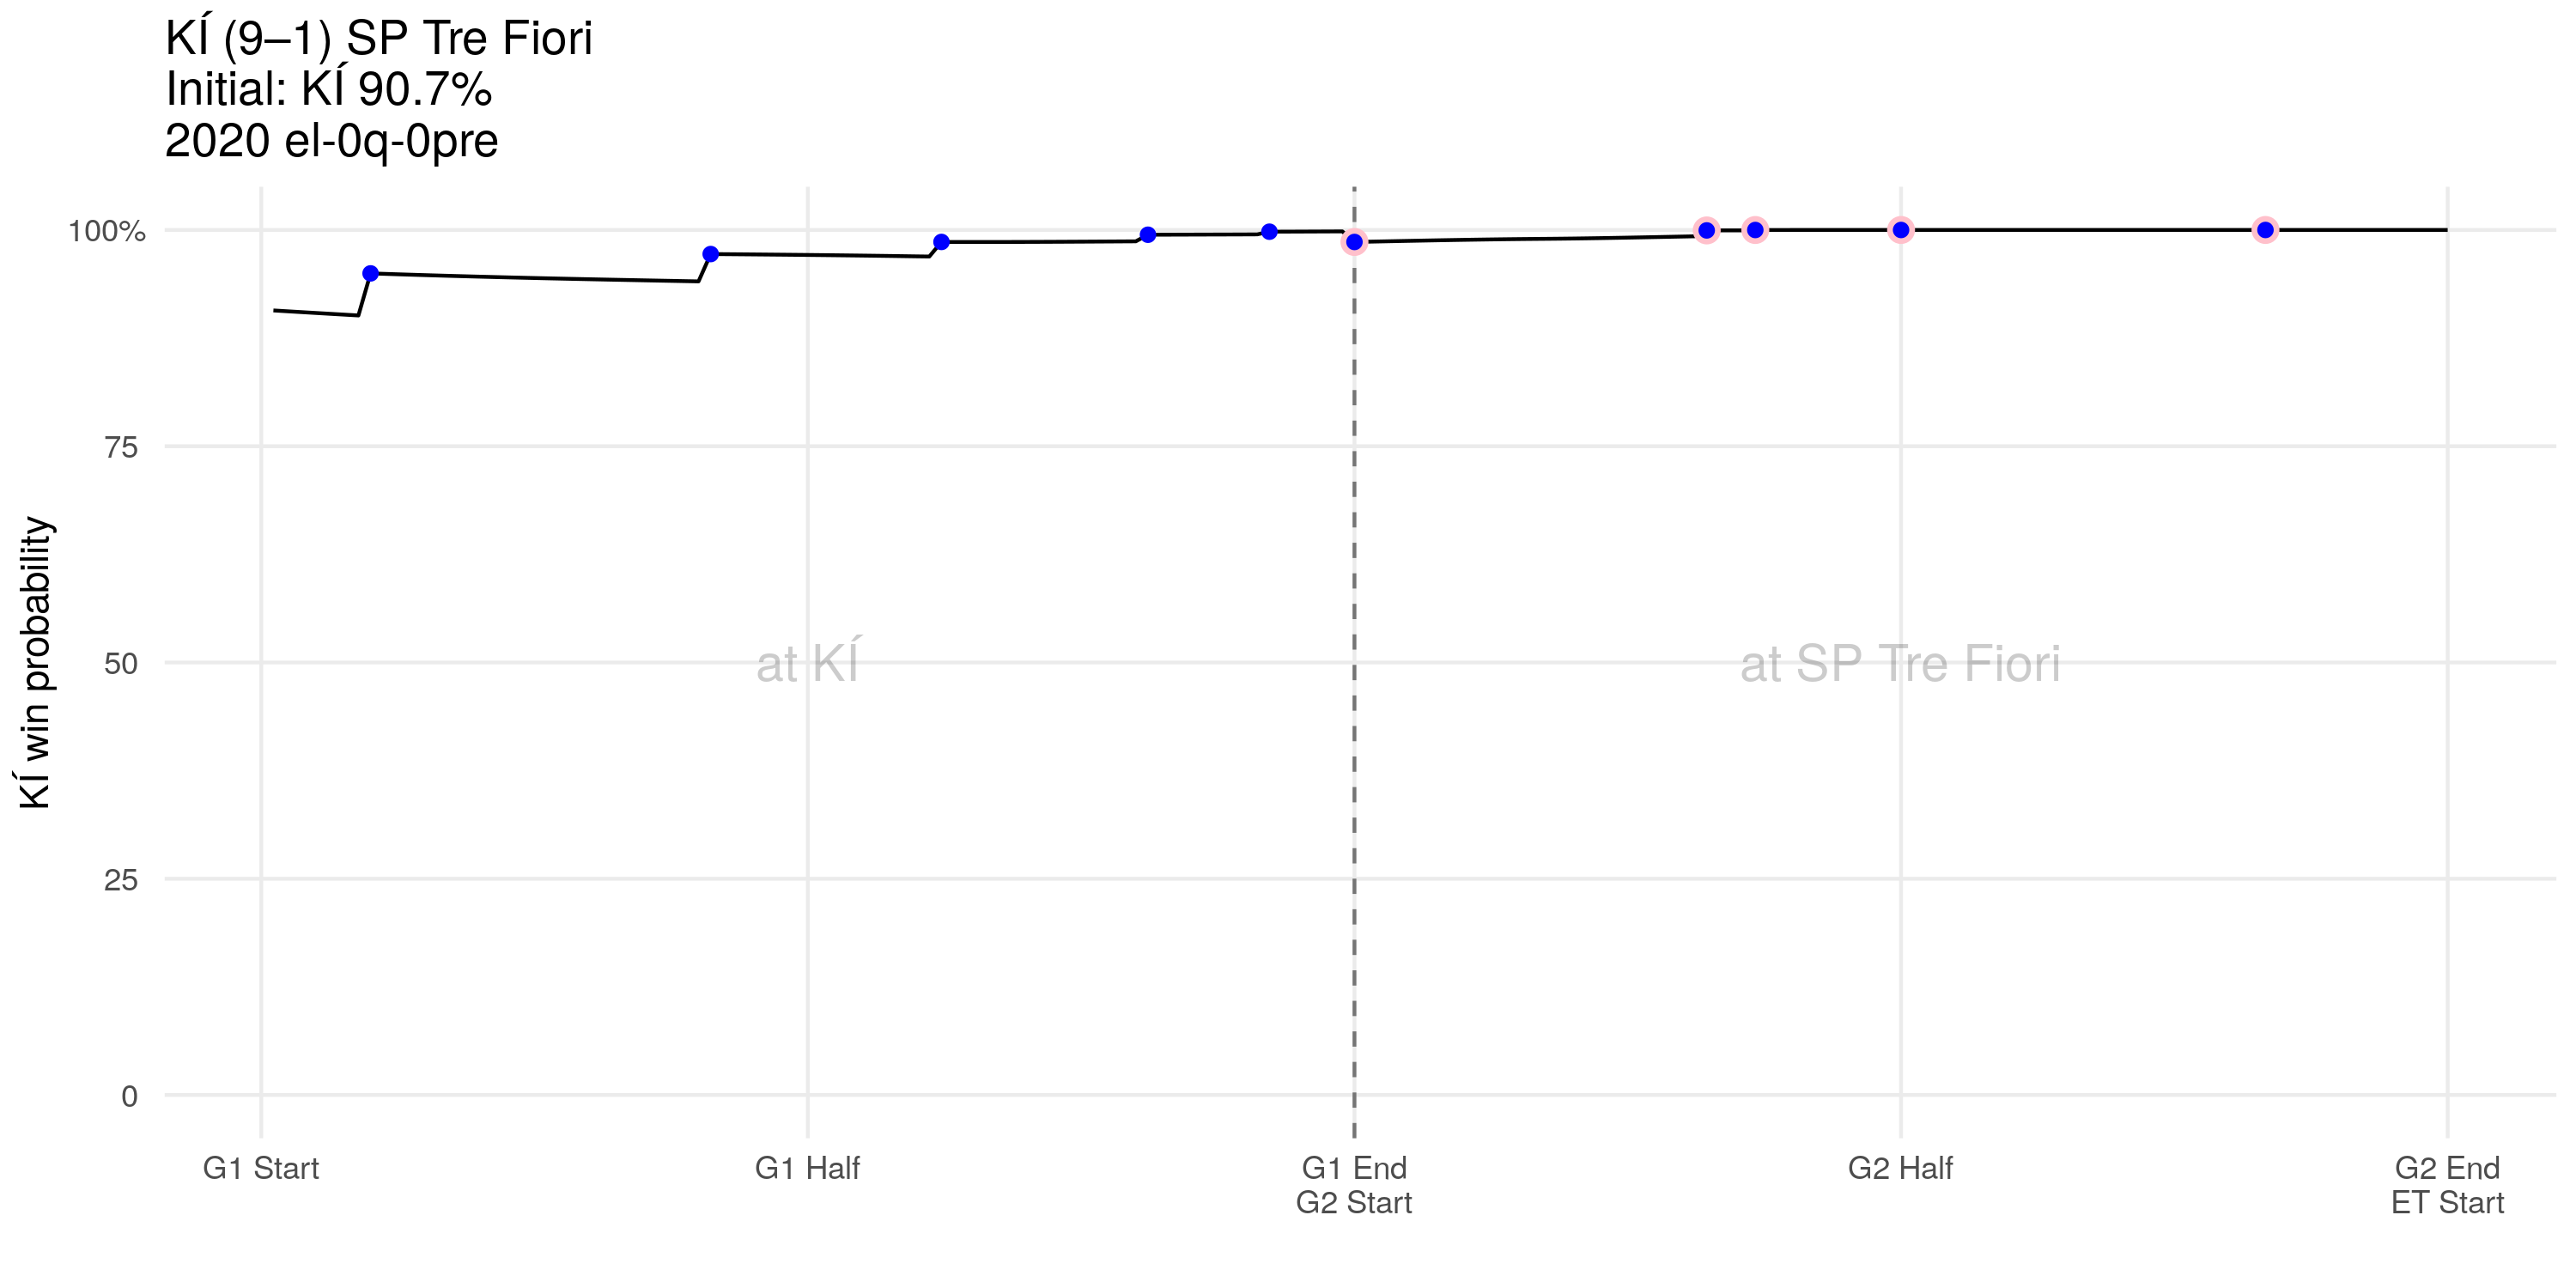 KÍ (9–1) SP Tre Fiori
Initial: KÍ 90.7%
2020 el-0q-0pre
KÍ win probability
100%
75
50
25
0
at KÍ
at SP Tre Fiori
G1 Start
G1 Half
G1 End
G2 Start
G2 Half
G2 End
ET Start